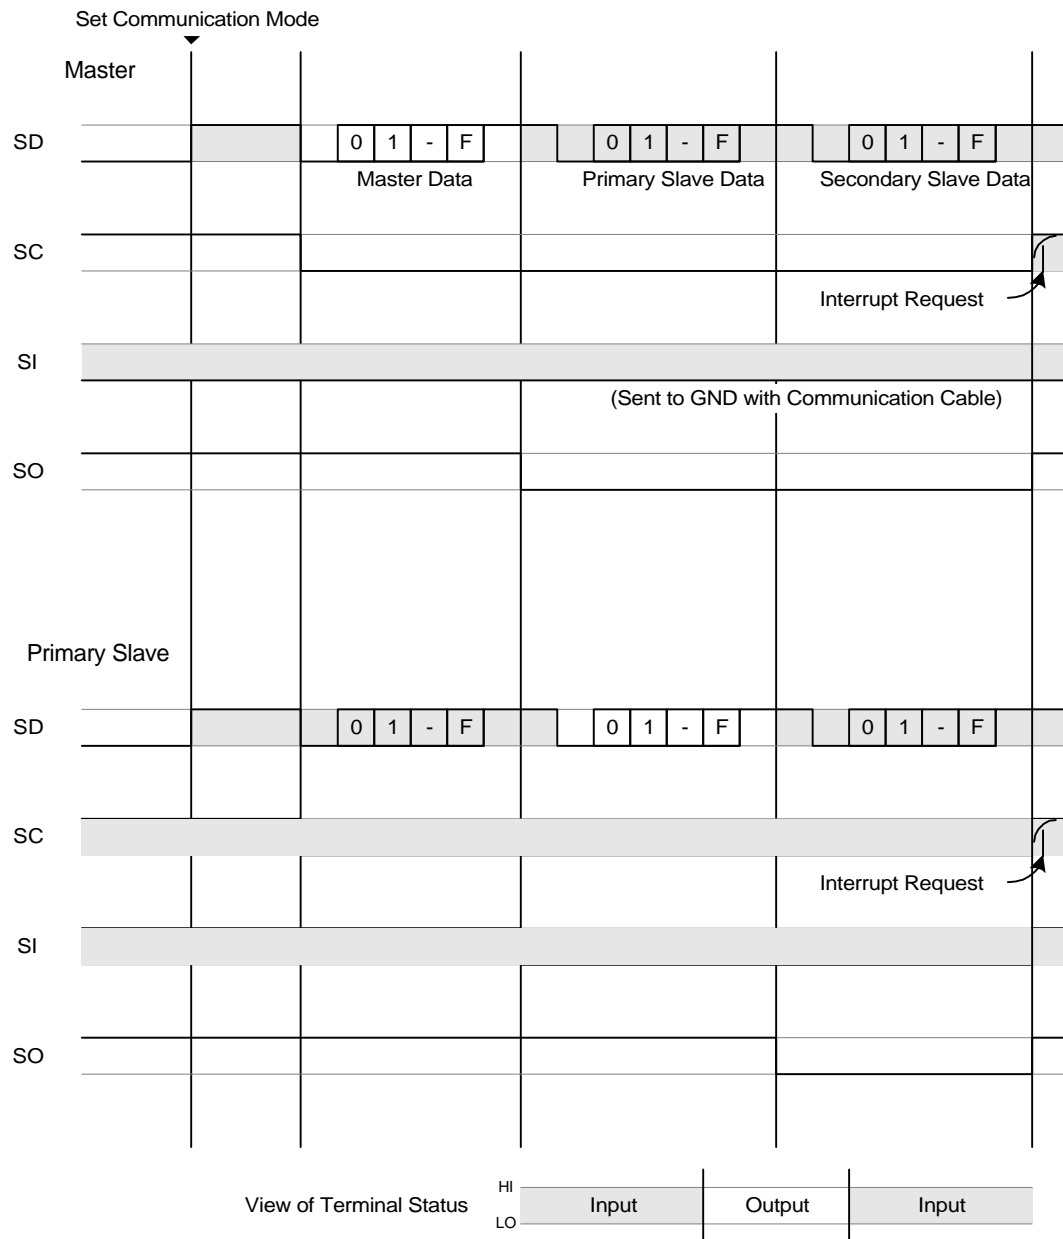 Set Communication Mode
Master
SD
0 1 - F
0 1 - F
0 1 - F
Master Data
Primary Slave Data
Secondary Slave Data
SC
Interrupt Request
SI
(Sent to GND with Communication Cable)
SO
Primary Slave
SD
0 1 - F
0 1 - F
0 1 - F
SC
Interrupt Request
SI
SO
View of Terminal Status
HI
LO
Input
Output
Input